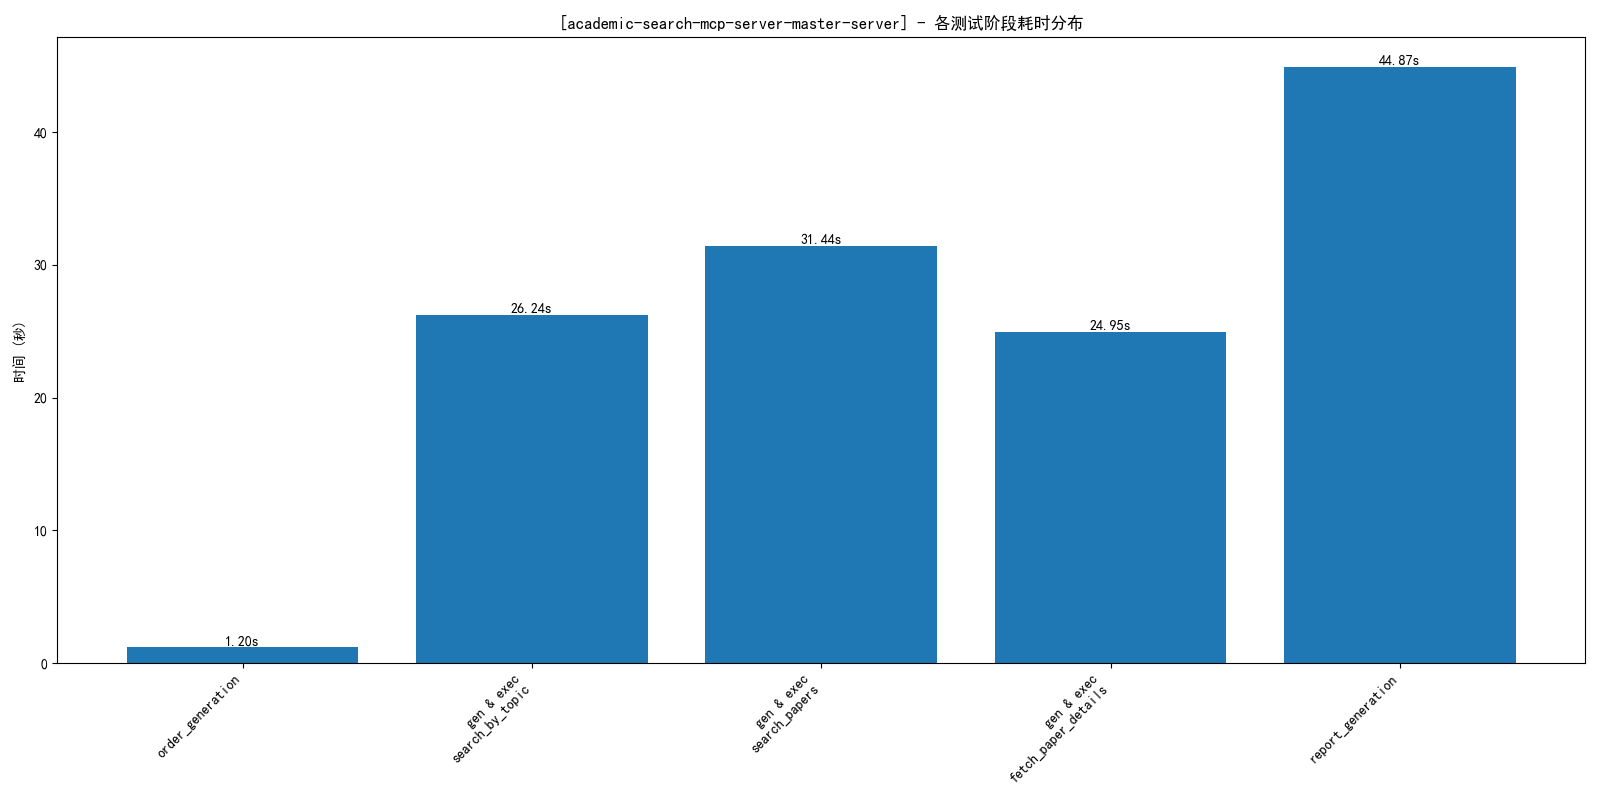 [academic-search-mcp-server-master-server] - 各测试阶段耗时分布
时间 (秒)
40
30
20
10
0
1.20s
26.24s
31.44s
24.95s
44.87s
order_generation
gen & exec
search_by_topic
gen & exec
search_papers
gen & exec
fetch_paper_details
report_generation